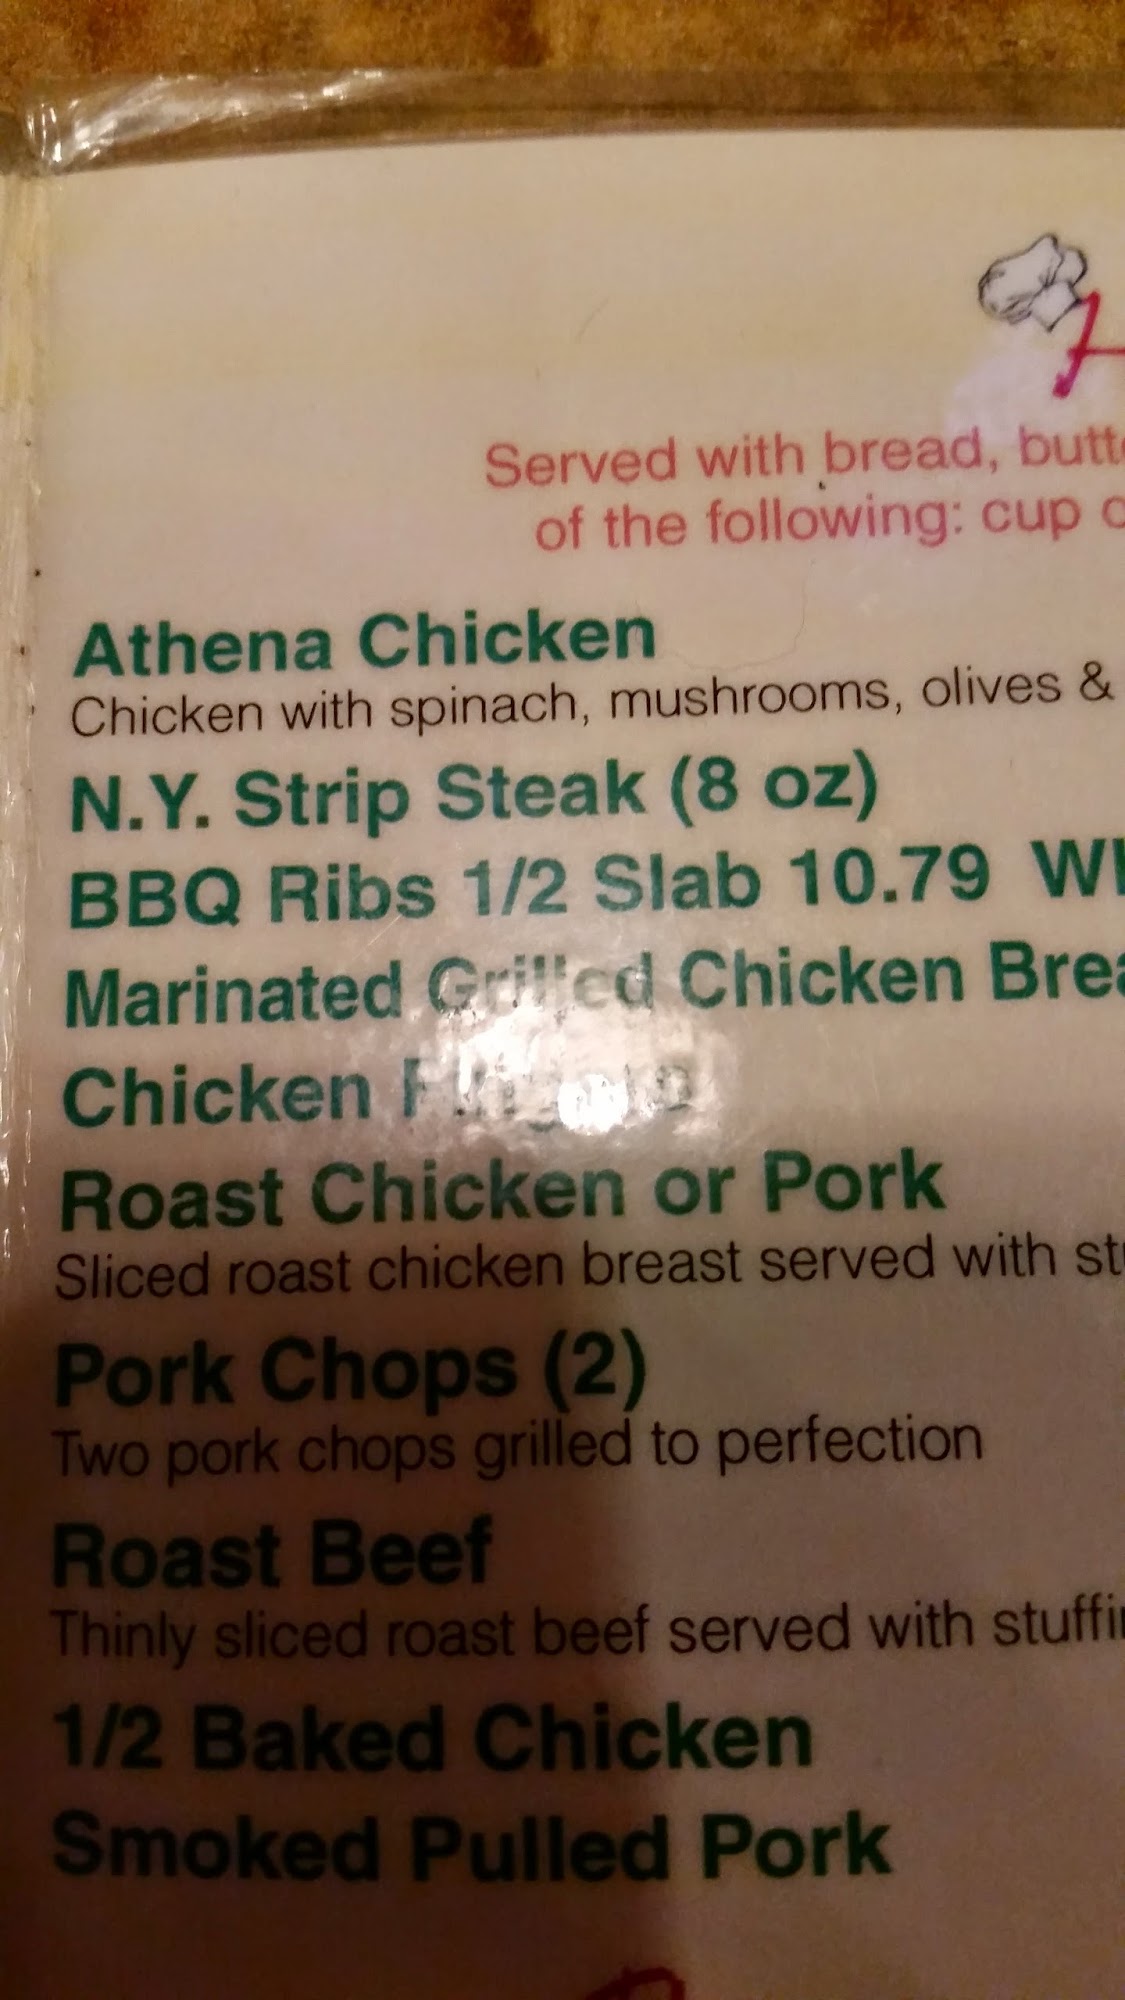 Served with bread, butt
of the following: cup
Athena Chicken
Chicken with spinach, mushrooms, olives &
N.Y. Strip Steak (8 oz)
BBQ Ribs 1/2 Slab 10.79
Marinated Grilled Chicken Brea
Chicken
Roast Chicken or Pork
Sliced roast chicken breast served with
Pork Chops (2)
Two pork chops grilled to perfection
Roast Beef
Thinly sliced roast beef served with stuffi
1/2 Baked Chicken
Smoked Pulled Pork